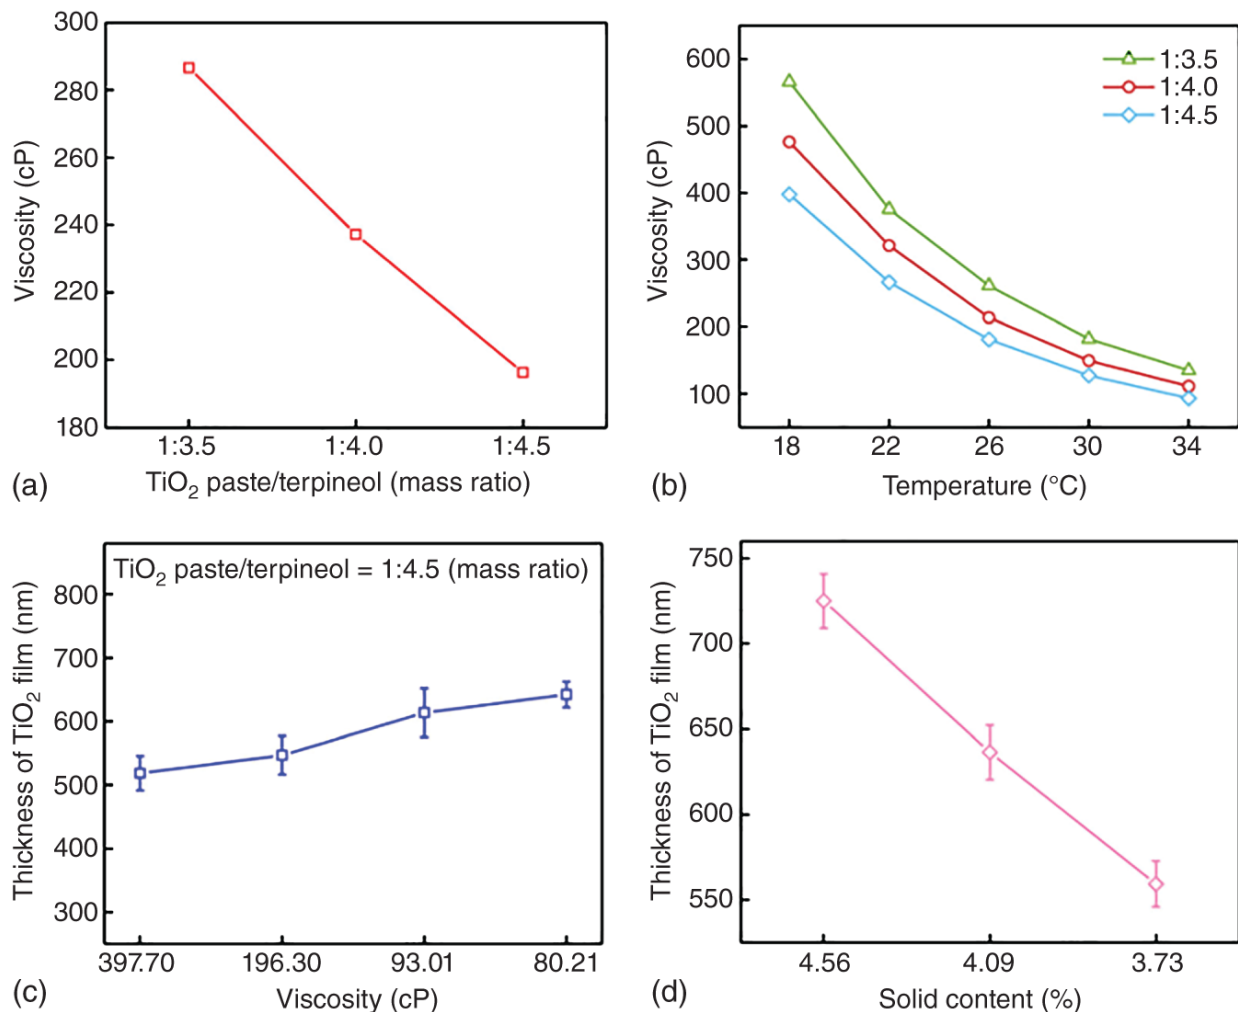 300
280
260
240
220
200
180
Viscosity (cP)
1:3.5 1:4.0 1:4.5
TiO2 paste/terpineol (mass ratio)
(a)
600
500
400
300
200
100
Viscosity (cP)
1:3.5
1:4.0
1:4.5
18 22 26 30 34
Temperature (°C)
(b)
TiO2 paste/terpineol = 1:4.5 (mass ratio)
800
700
600
500
400
300
Thickness of TiO2 film (nm)
397.70 196.30 93.01 80.21
Viscosity (cP)
(c)
750
700
650
600
550
Thickness of TiO2 film (nm)
4.56 4.09 3.73
Solid content (%)
(d)